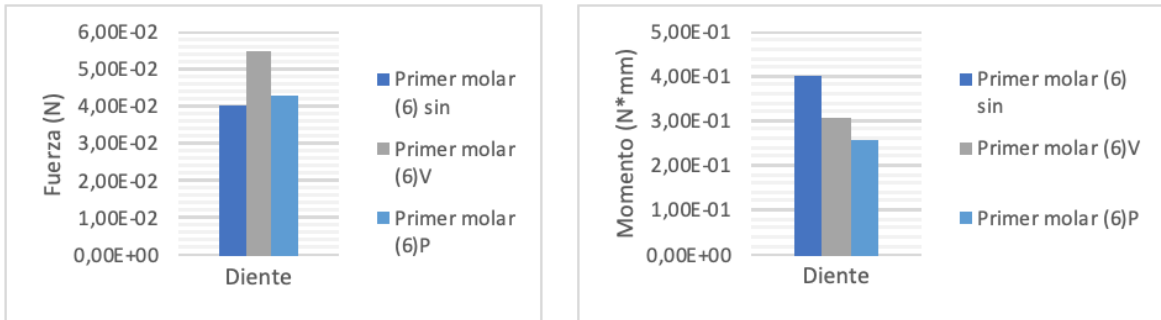 6,00E-02
5,00E-02
4,00E-02
3,00E-02
2,00E-02
1,00E-02
0,00E+00
Fuerza (N)
Diente
Primer molar
(6) sin
Primer molar
(6)V
Primer molar
(6)P
5,00E-01
4,00E-01
3,00E-01
2,00E-01
1,00E-01
0,00E+00
Momento (N*mm)
Diente
Primer molar (6)
sin
Primer molar (6)V
Primer molar (6)P